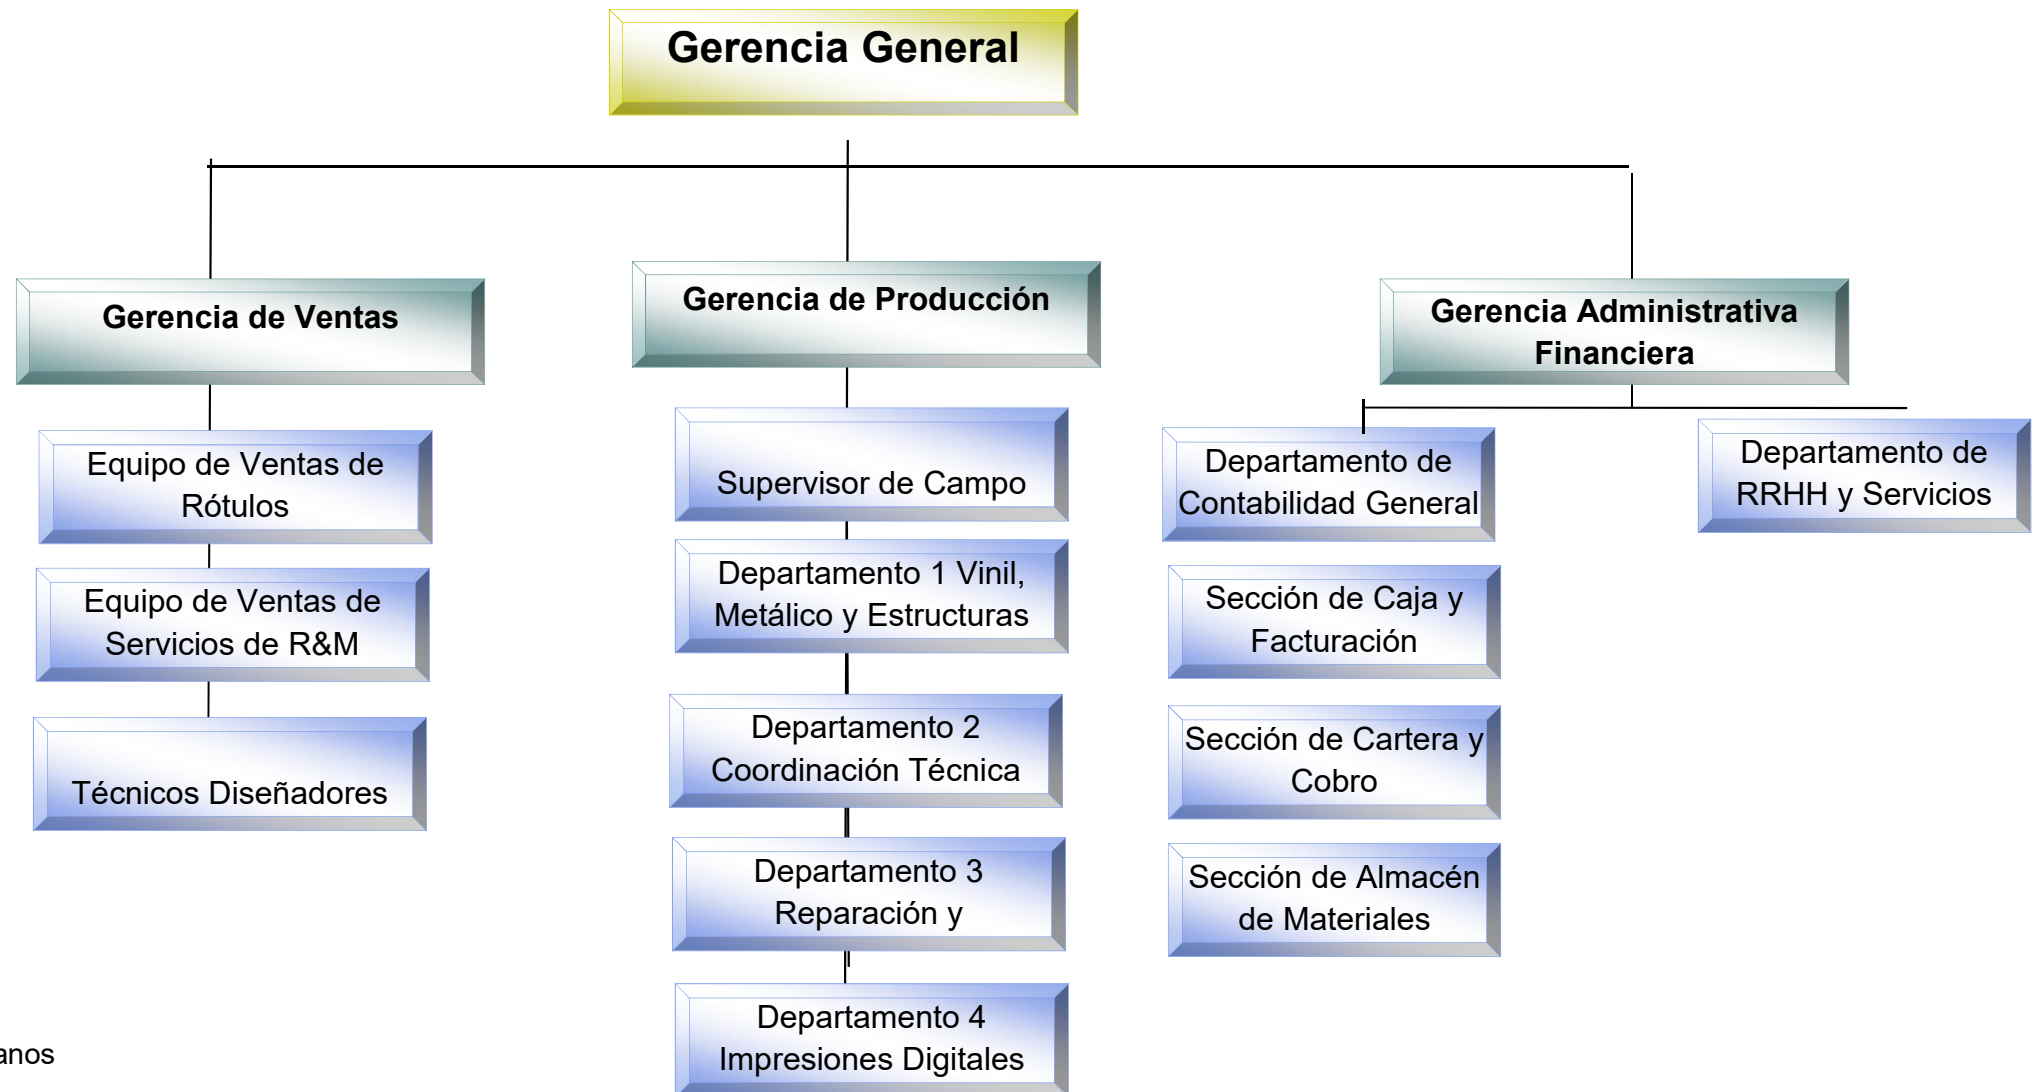 Gerencia General
Gerencia de Ventas
Gerencia de Producción
Gerencia Administrativa
Financiera
Equipo de Ventas de
Rótulos
Equipo de Ventas de
Servicios de R&M
Técnicos Diseñadores
Supervisor de Campo
Departamento 1 Vinil,
Metálico y Estructuras
Departamento 2
Coordinación Técnica
Departamento 3
Reparación y
Departamento 4
Impresiones Digitales
Departamento de
Contabilidad General
Sección de Caja y
Facturación
Sección de Cartera y
Cobro
Sección de Almacén
de Materiales
Departamento de
RRHH y Servicios
anos